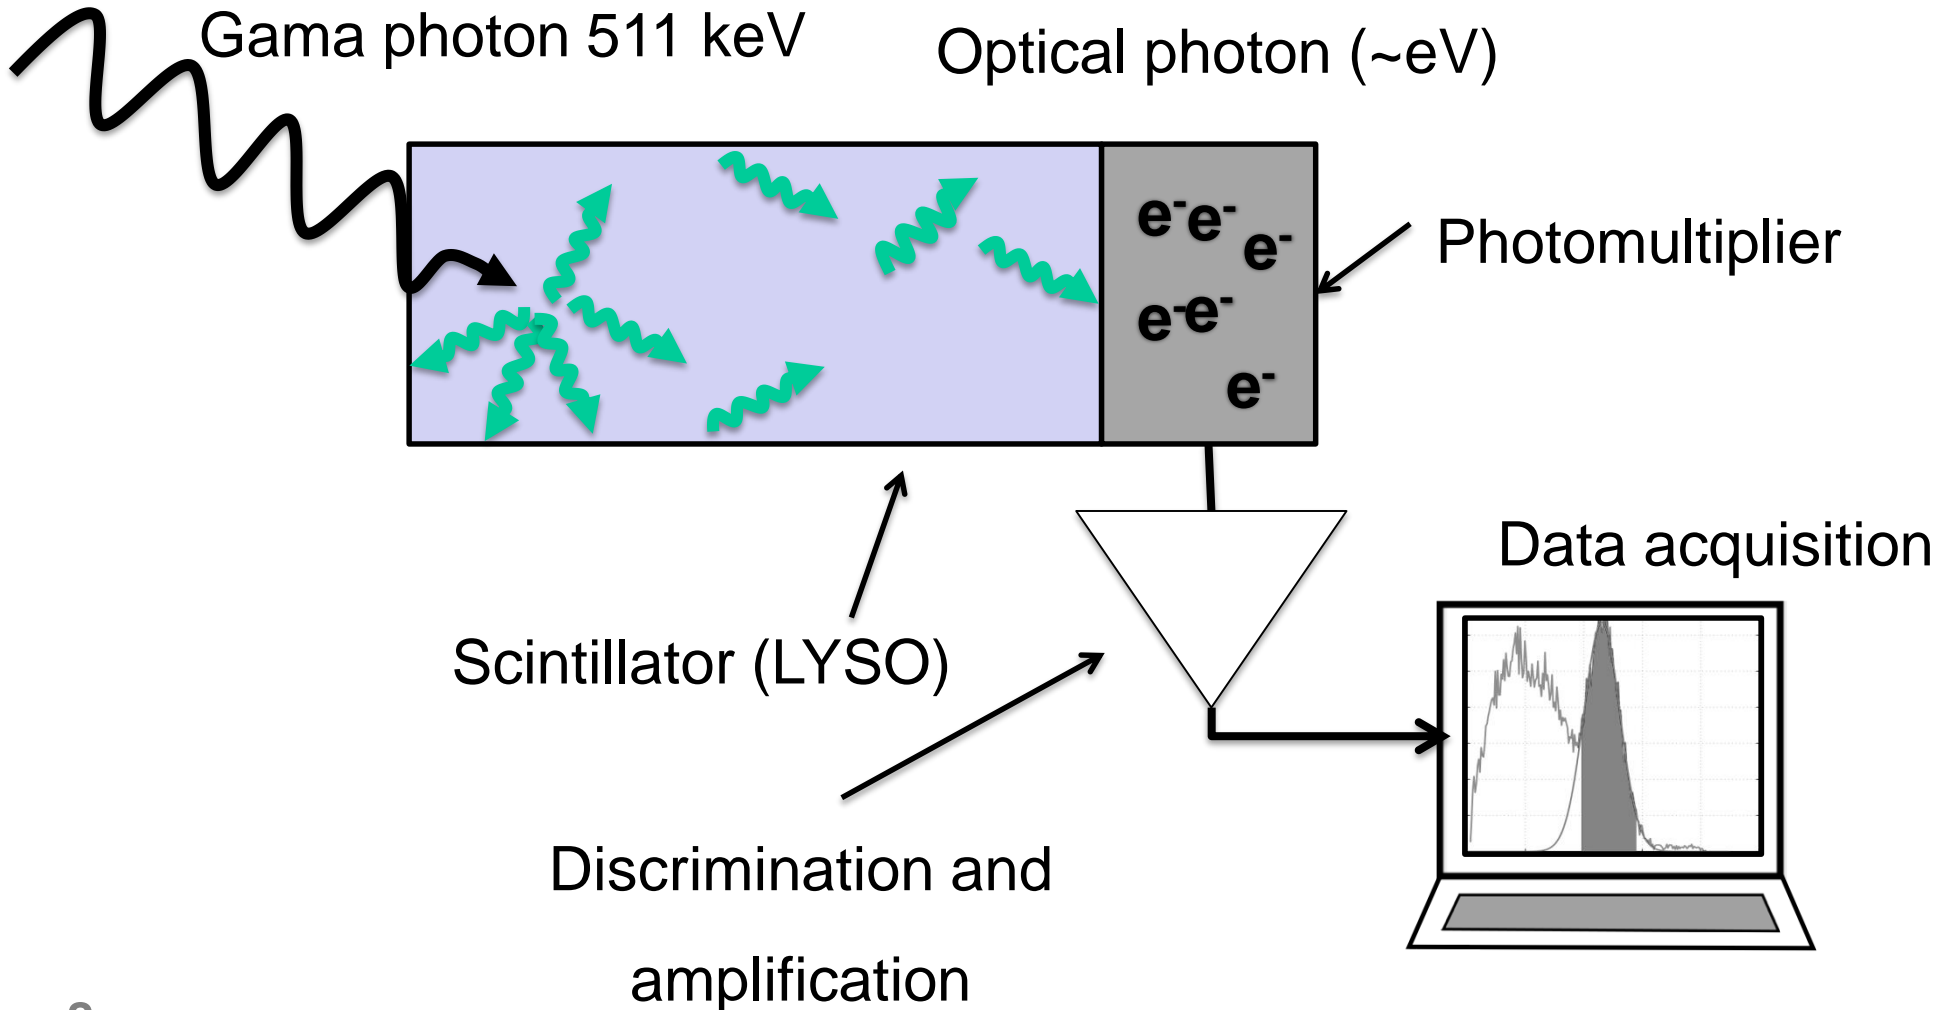 Gama photon 511 keV
Optical photon (~eV)
e⁻e⁻ e⁻
Photomultiplier
e⁻e⁻
e⁻
Data acquisition
Scintillator (LYSO)
Discrimination and
amplification